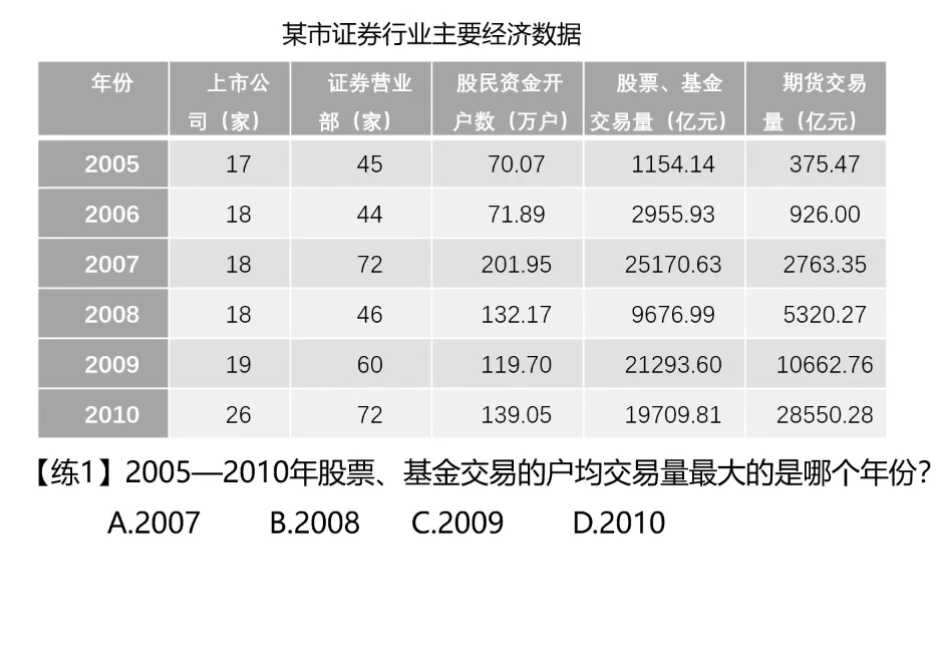 某市证券行业主要经济数据
年份 上市公司（家） 证券营业部（家） 股民资金开户数（万户） 股票、基金交易量（亿元） 期货交易量（亿元）
2005 17 45 70.07 1154.14 375.47
2006 18 44 71.89 2955.93 926.00
2007 18 72 201.95 25170.63 2763.35
2008 18 46 132.17 9676.99 5320.27
2009 19 60 119.70 21293.60 10662.76
2010 26 72 139.05 19709.81 28550.28
【练1】2005—2010年股票、基金交易的户均交易量最大的是哪个年份？
A.2007 B.2008 C.2009 D.2010